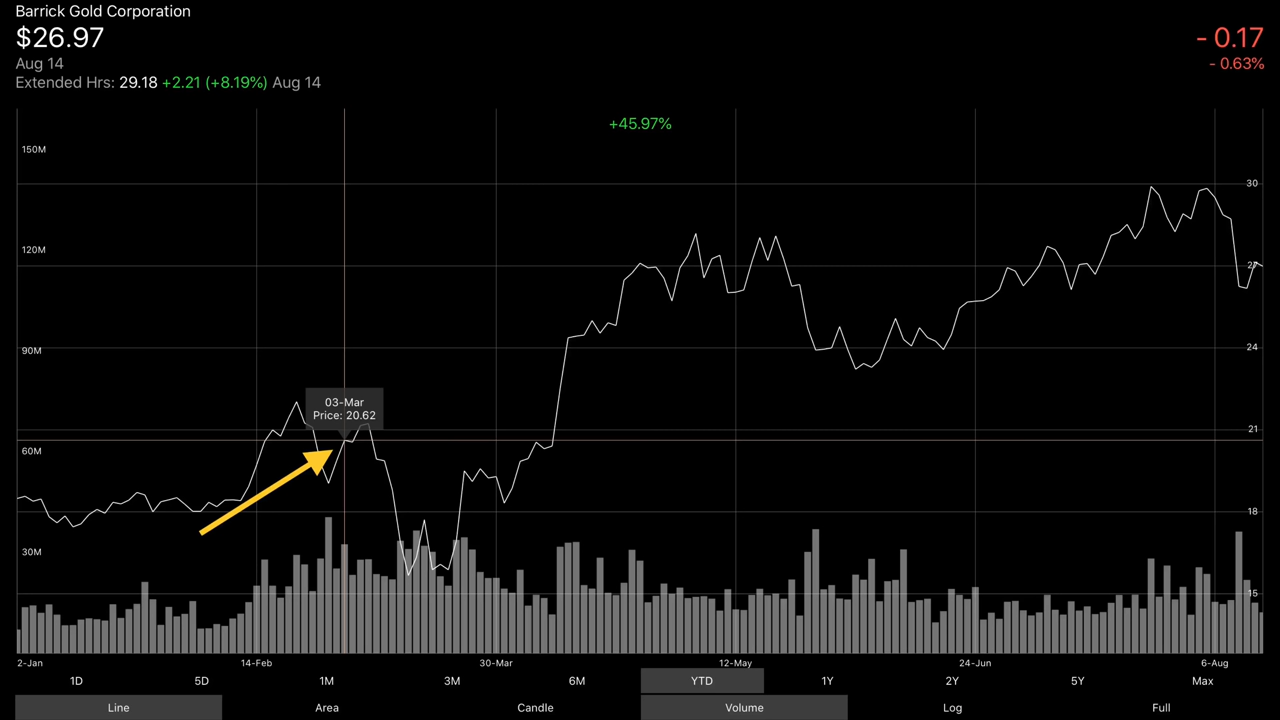 Barrick Gold Corporation
$26.97
- 0.17
Aug 14
- 0.63%
Extended Hrs: 29.18 +2.21 (+8.19%) Aug 14
+45.97%
150M
30
120M
27
90M
24
03-Mar
Price: 20.62
21
60M
18
30M
15
2-Jan 14-Feb 30-Mar 12-May 24-Jun 6-Aug
1D 5D 1M 3M 6M YTD 1Y 2Y 5Y Max
Line Area Candle Volume Log Full